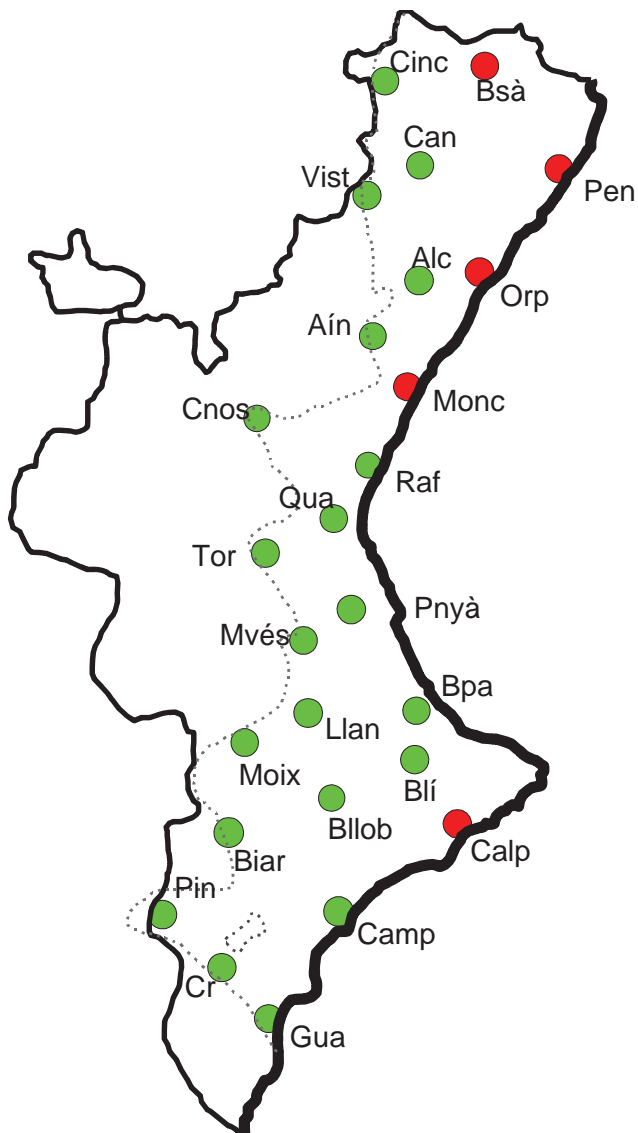 Cinc
Bsà
Can
Vist
Pen
Alc
Orp
Aín
Cnos
Monc
Raf
Qua
Tor
Pnyà
Mvés
Bpa
Llan
Moix
Blí
Bllob
Calp
Biar
Pin
Camp
Cr
Gua